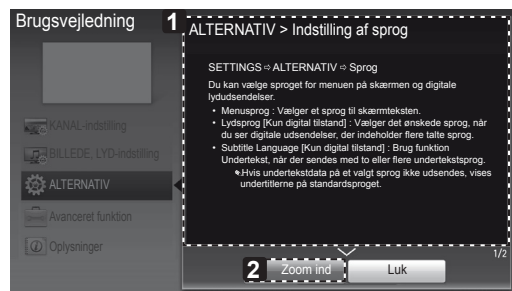 Brugsvejledning
1
ALTERNATIV > Indstilling af sprog
SETTINGS ⇨ ALTERNATIV ⇨ Sprog
Du kan vælge sproget for menuen på skærmen og digitale
lydudsendelser.
• Menusprog : Vælger et sprog til skærmteksten.
• Lydsprog [Kun digital tilstand] : Vælger det ønskede sprog, når
du ser digitale udsendelser, der indeholder flere talte sprog.
• Subtitle Language [Kun digital tilstand] : Brug funktion
Undertekst, når der sendes med to eller flere undertekstsprog.
Hvis undertekstdata på et valgt sprog ikke udsendes, vises
undertitlerne på standardsproget.
KANAL-indstilling
BILLEDE, LYD-indstilling
ALTERNATIV
Avanceret funktion
Oplysninger
1/2
2
Zoom ind
Luk